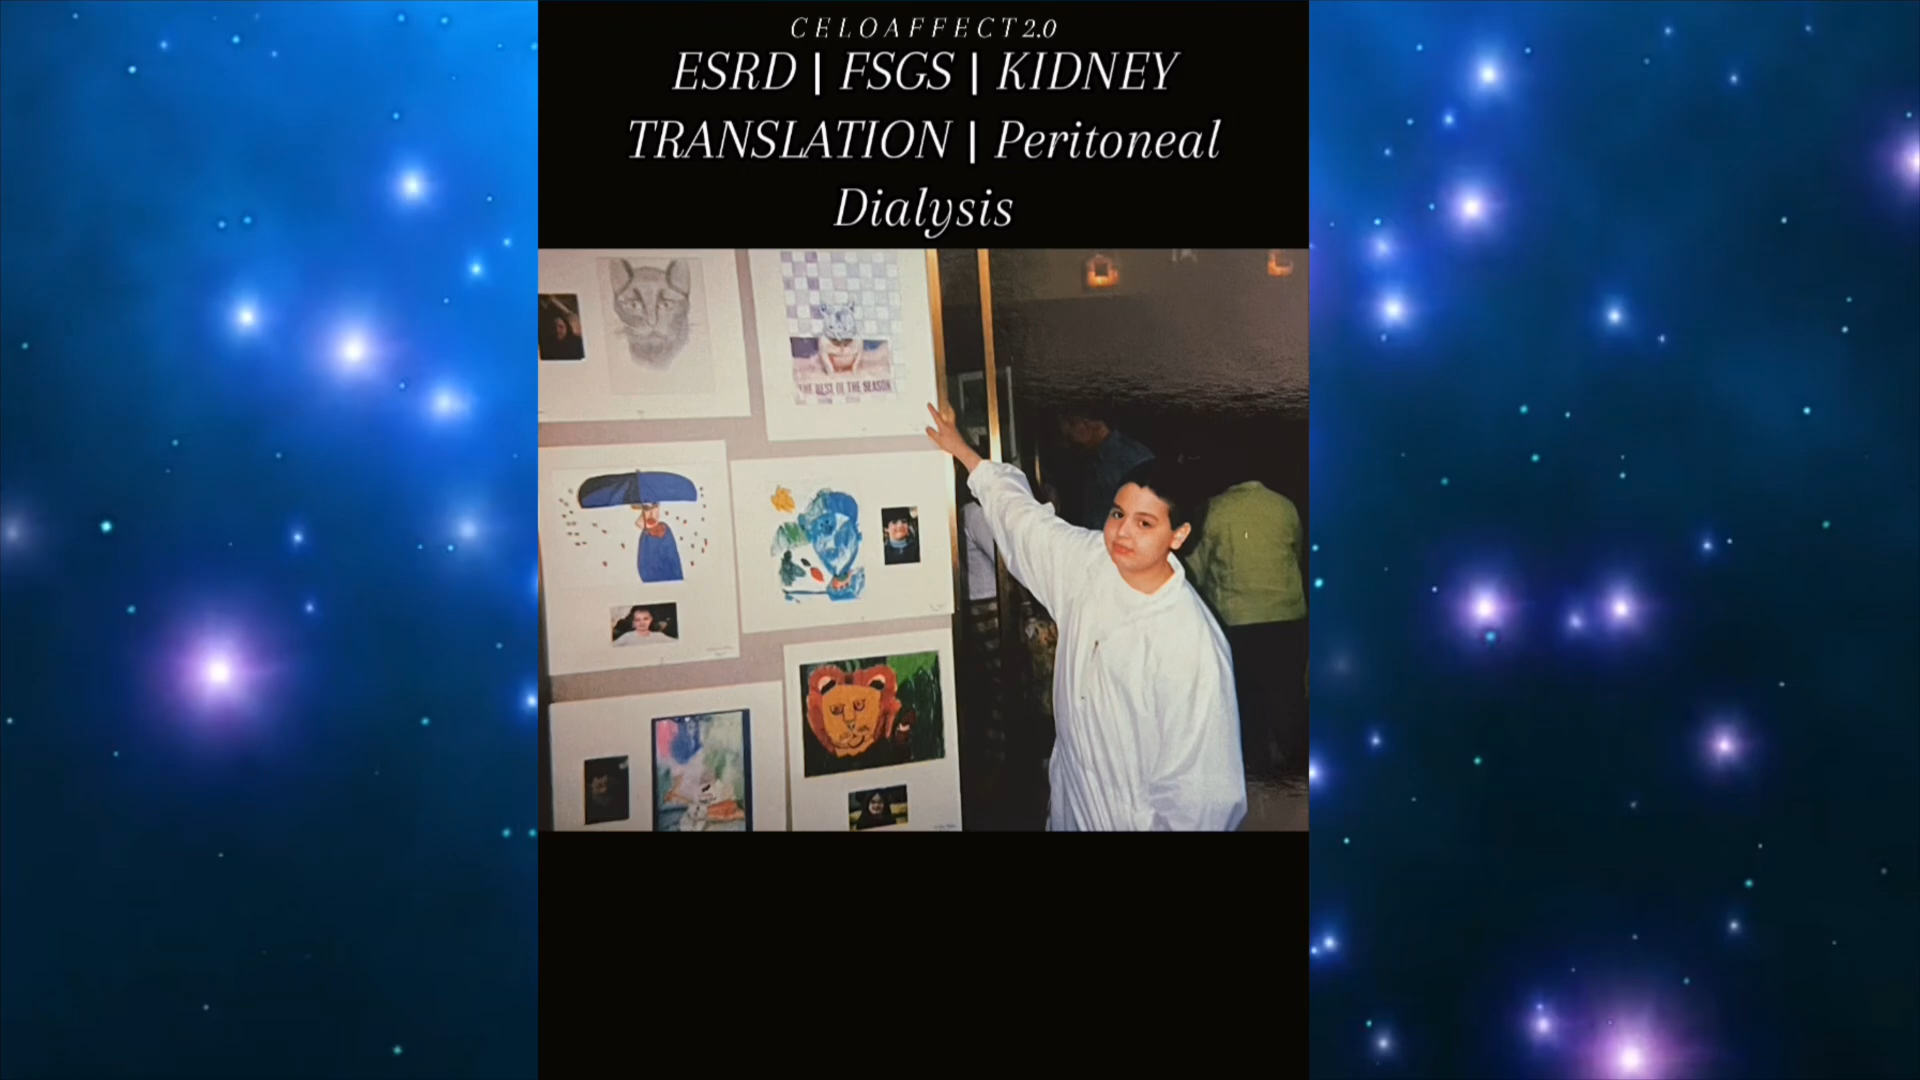 CELOAFFECT2.0
ESRD | FSGS | KIDNEY
TRANSLATION | Peritoneal
Dialysis
THE BEST OF THE SEASON